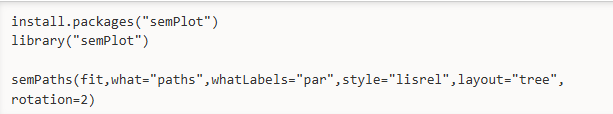 install.packages("semPlot")
library("semPlot")
semPaths(fit,what="paths",whatLabels="par",style="lisrel",layout="tree",
rotation=2)